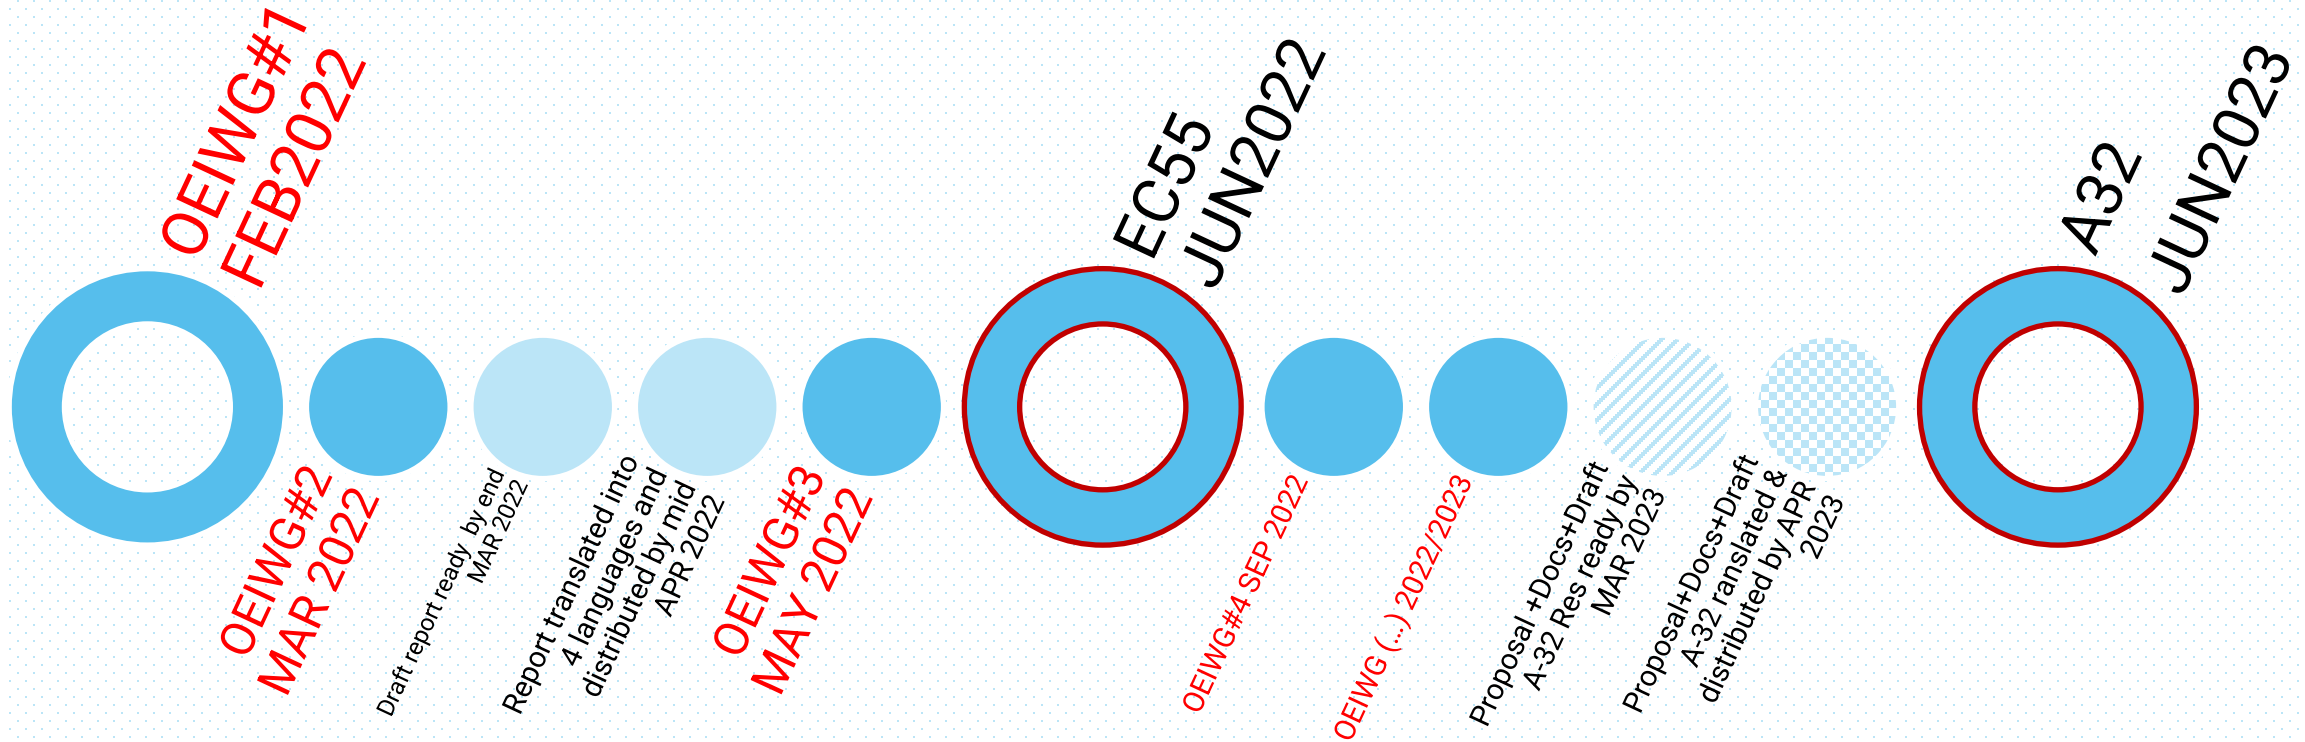 OEIWG#1
FEB2022
OEIWG#2
MAR 2022
Draft report ready by end
MAR 2022
Report translated into
4 languages and
distributed by mid
APR 2022
OEIWG#3
MAY 2022
EC55
JUN2022
OEIWG#4 SEP 2022
OEIWG (...) 2022/2023
Proposal +Docs+Draft
A-32 Res ready by
MAR 2023
Proposal+Docs+Draft
A-32 ranslated &
distributed by APR
2023
A32
JUN2023